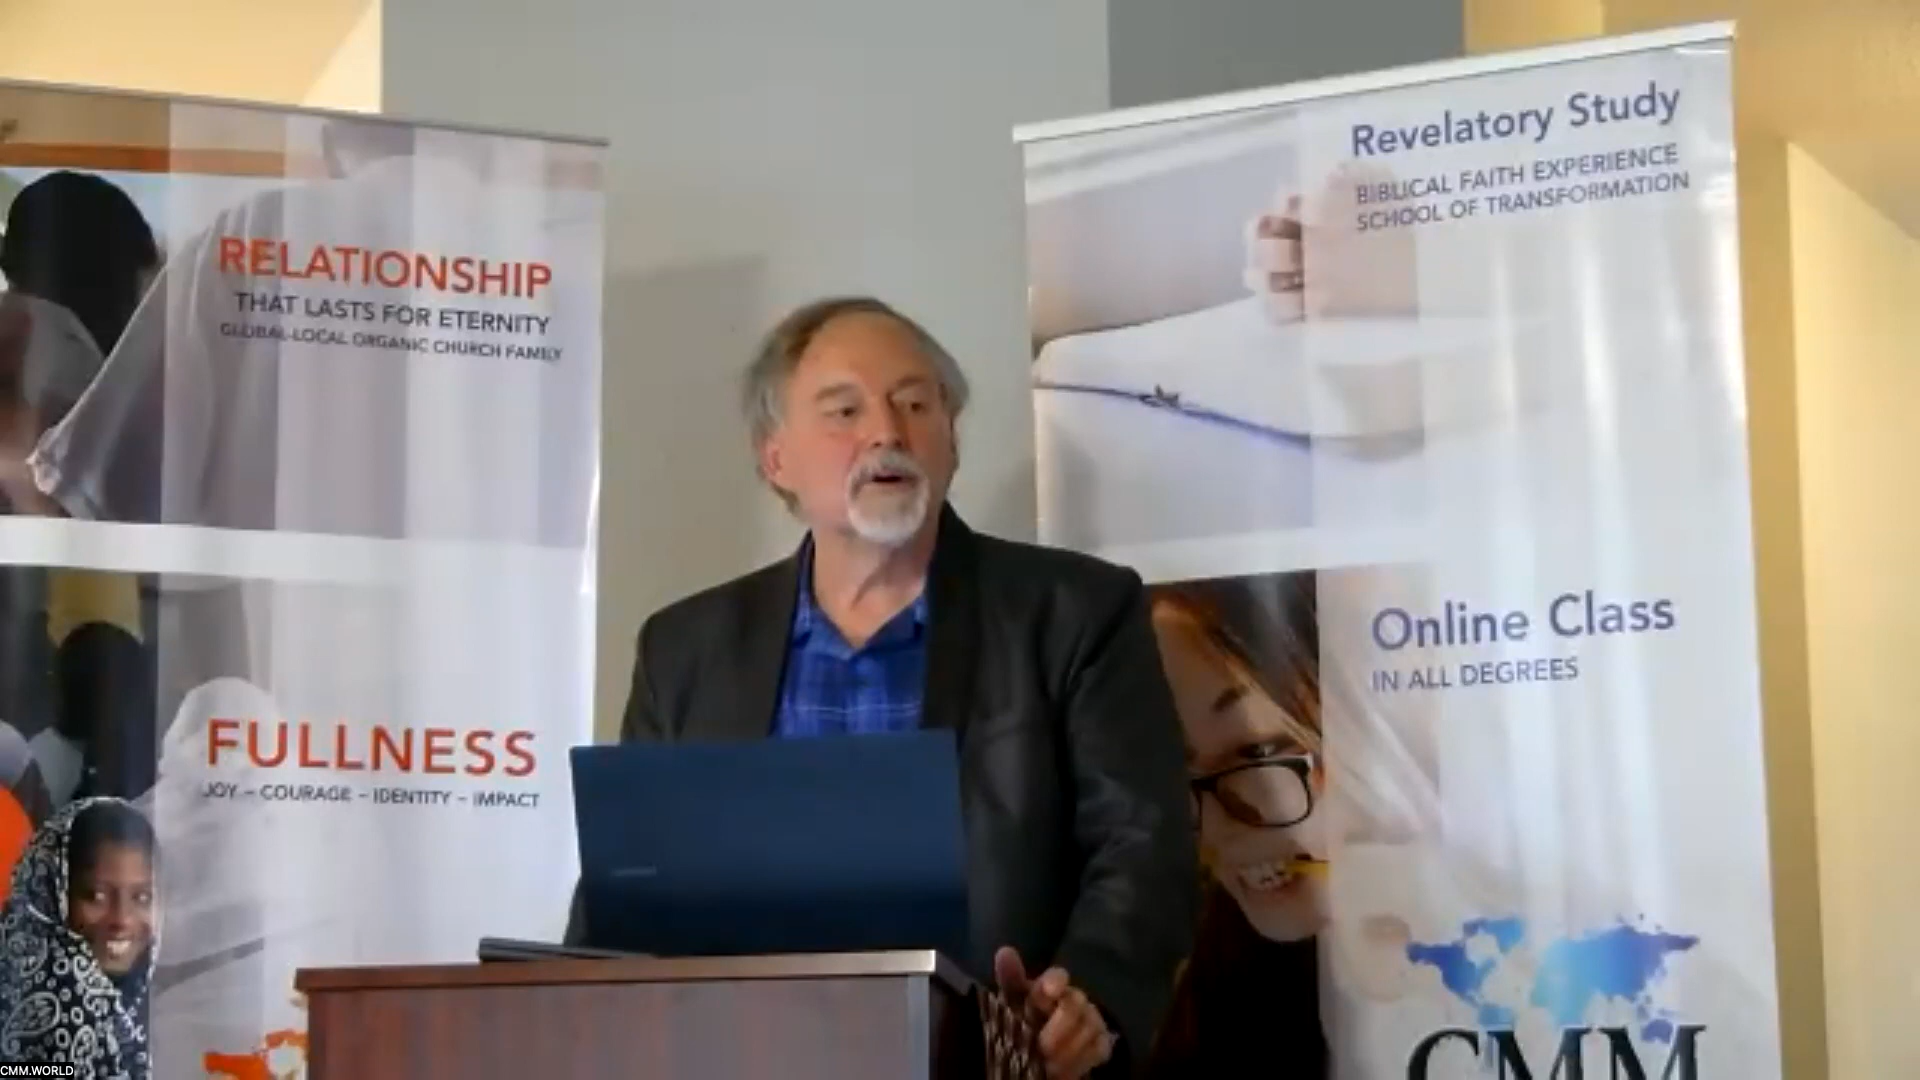 RELATIONSHIP
THAT LASTS FOR ETERNITY
GLOBAL-LOCAL ORGANIC CHURCH FAMILY
FULLNESS
JOY – COURAGE – IDENTITY – IMPACT
Revelatory Study
BIBLICAL FAITH EXPERIENCE
SCHOOL OF TRANSFORMATION
Online Class
IN ALL DEGREES
CMM
CMM.WORLD